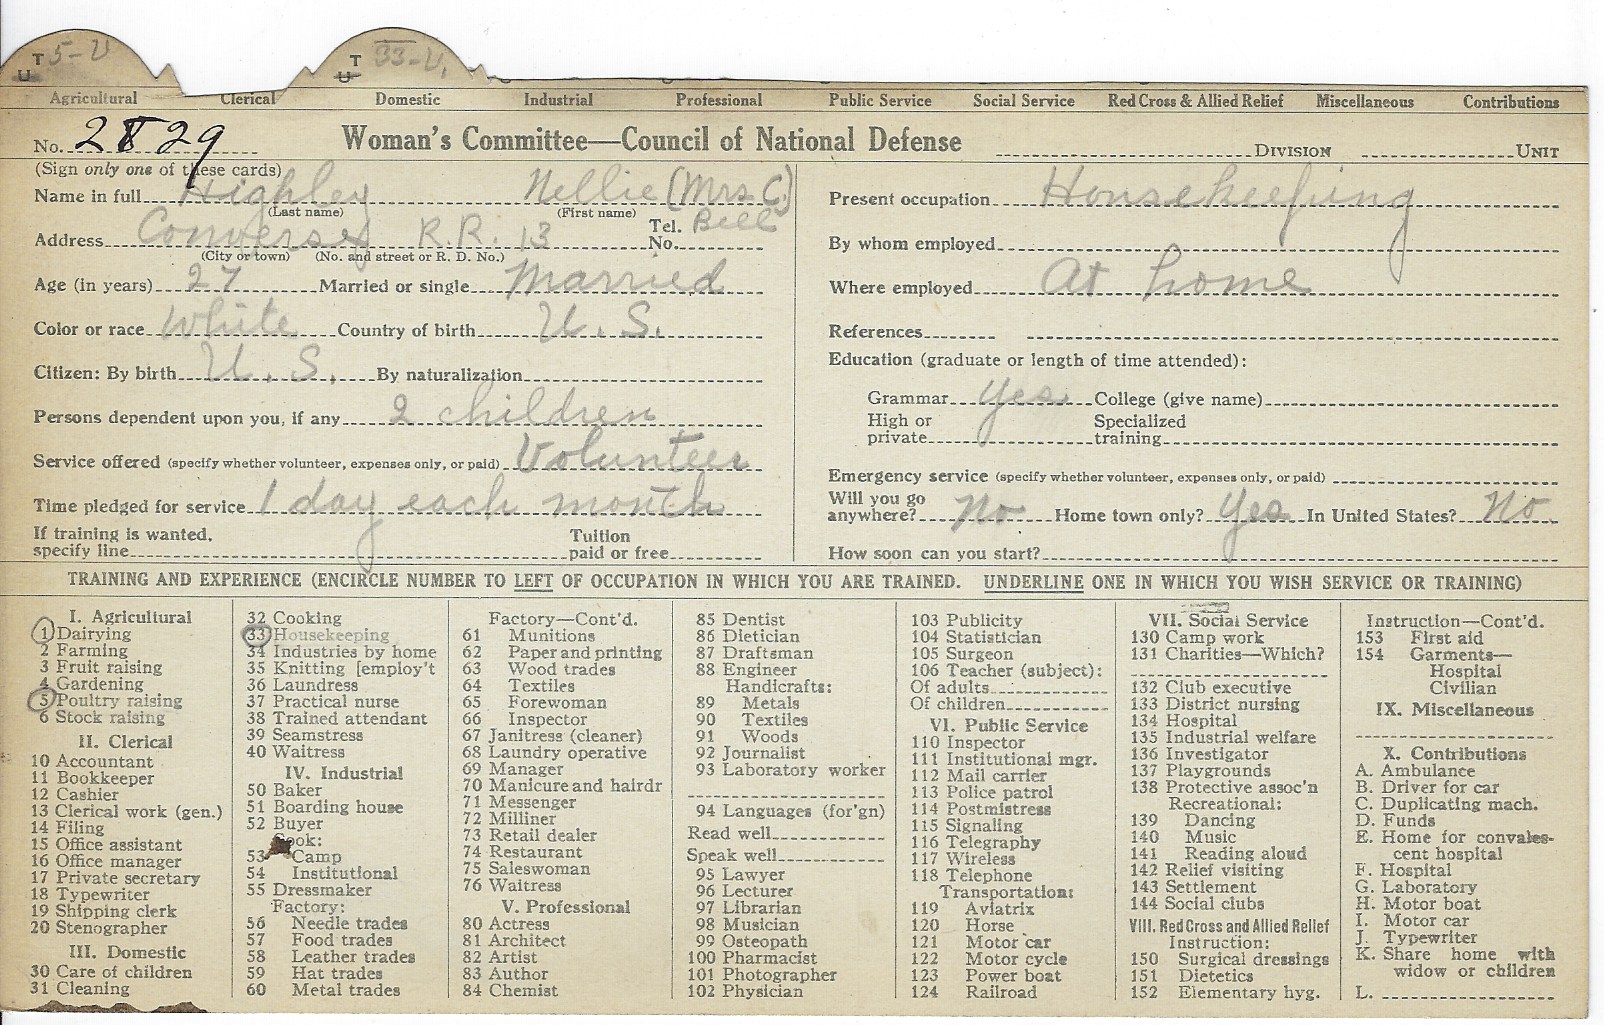 T 5-U T 33-U
U U
Agricultural Clerical Domestic Industrial Professional Public Service Social Service Red Cross & Allied Relief Miscellaneous Contributions
No. 2829 Woman's Committee—Council of National Defense DIVISION UNIT
(Sign only one of these cards)
Name in full Highley Nellie (Mrs C.)
(Last name) (First name)
Address Converse R.R. 13 Tel. No. Bell
(City or town) (No. and street or R. D. No.)
Age (in years) 27 Married or single Married
Color or race White Country of birth U.S.
Citizen: By birth U.S. By naturalization
Persons dependent upon you, if any 2 children
Service offered (specify whether volunteer, expenses only, or paid) Volunteer
Time pledged for service 1 day each month
If training is wanted, specify line Tuition paid or free
Present occupation Housekeeping
By whom employed
Where employed At home
References
Education (graduate or length of time attended):
Grammar Yes College (give name)
High or private Specialized training
Emergency service (specify whether volunteer, expenses only, or paid)
Will you go anywhere? No Home town only? Yes In United States? No
How soon can you start?
TRAINING AND EXPERIENCE (ENCIRCLE NUMBER TO LEFT OF OCCUPATION IN WHICH YOU ARE TRAINED. UNDERLINE ONE IN WHICH YOU WISH SERVICE OR TRAINING)
I. Agricultural
1 Dairying
2 Farming
3 Fruit raising
4 Gardening
5 Poultry raising
6 Stock raising
II. Clerical
10 Accountant
11 Bookkeeper
12 Cashier
13 Clerical work (gen.)
14 Filing
15 Office assistant
16 Office manager
17 Private secretary
18 Typewriter
19 Shipping clerk
20 Stenographer
III. Domestic
30 Care of children
31 Cleaning
32 Cooking
33 Housekeeping
34 Industries by home
35 Knitting [employ't
36 Laundress
37 Practical nurse
38 Trained attendant
39 Seamstress
40 Waitress
IV. Industrial
50 Baker
51 Boarding house
52 Buyer
Cook:
53 Camp
54 Institutional
55 Dressmaker
Factory:
56 Needle trades
57 Food trades
58 Leather trades
59 Hat trades
60 Metal trades
Factory—Cont'd.
61 Munitions
62 Paper and printing
63 Wood trades
64 Textiles
65 Forewoman
66 Inspector
67 Janitress (cleaner)
68 Laundry operative
69 Manager
70 Manicure and hairdr
71 Messenger
72 Milliner
73 Retail dealer
74 Restaurant
75 Saleswoman
76 Waitress
V. Professional
80 Actress
81 Architect
82 Artist
83 Author
84 Chemist
85 Dentist
86 Dietician
87 Draftsman
88 Engineer
Handicrafts:
89 Metals
90 Textiles
91 Woods
92 Journalist
93 Laboratory worker
94 Languages (for'gn)
Read well
Speak well
95 Lawyer
96 Lecturer
97 Librarian
98 Musician
99 Osteopath
100 Pharmacist
101 Photographer
102 Physician
103 Publicity
104 Statistician
105 Surgeon
106 Teacher (subject):
Of adults
Of children
VI. Public Service
110 Inspector
111 Institutional mgr.
112 Mail carrier
113 Police patrol
114 Postmistress
115 Signaling
116 Telegraphy
117 Wireless
118 Telephone
Transportation:
119 Aviatrix
120 Horse
121 Motor car
122 Motor cycle
123 Power boat
124 Railroad
VII. Social Service
130 Camp work
131 Charities—Which?
132 Club executive
133 District nursing
134 Hospital
135 Industrial welfare
136 Investigator
137 Playgrounds
138 Protective assoc'n
Recreational:
139 Dancing
140 Music
141 Reading aloud
142 Relief visiting
143 Settlement
144 Social clubs
VIII. Red Cross and Allied Relief
Instruction:
150 Surgical dressings
151 Dietetics
152 Elementary hyg.
Instruction—Cont'd.
153 First aid
154 Garments—
Hospital
Civilian
IX. Miscellaneous
X. Contributions
A. Ambulance
B. Driver for car
C. Duplicating mach.
D. Funds
E. Home for convales-
cent hospital
F. Hospital
G. Laboratory
H. Motor boat
I. Motor car
J. Typewriter
K. Share home with
widow or children
L.